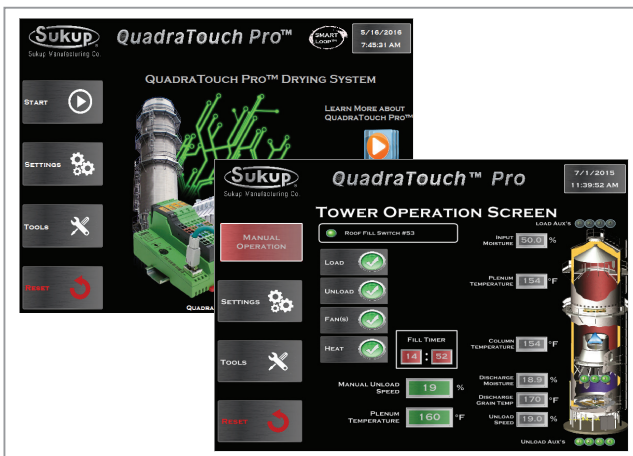 Sukup®
Sukup Manufacturing Co.
QuadraTouch Pro™
SMART
LOOP™
5/16/2016
7:45:31 AM
QuadraTouch Pro™ Drying System
Start
Learn More about
QuadraTouch Pro™
Settings
Tools
Reset
Sukup®
Sukup Manufacturing Co.
QuadraTouch™ Pro
7/1/2015
11:39:52 AM
Tower Operation Screen
Load Aux's
Manual
Operation
Roof Fill Switch #53
Input
Moisture 50.0 %
Load
Settings
Unload
Plenum
Temperature 154 °F
Fan(s)
Heat
Fill Timer
14 : 52
Column
Temperature 154 °F
Tools
Manual Unload
Speed 19 %
Discharge
Moisture 18.9 %
Discharge
Grain Temp 170 °F
Reset
Plenum
Temperature 160 °F
Unload
Speed 19.0 %
Unload Aux's